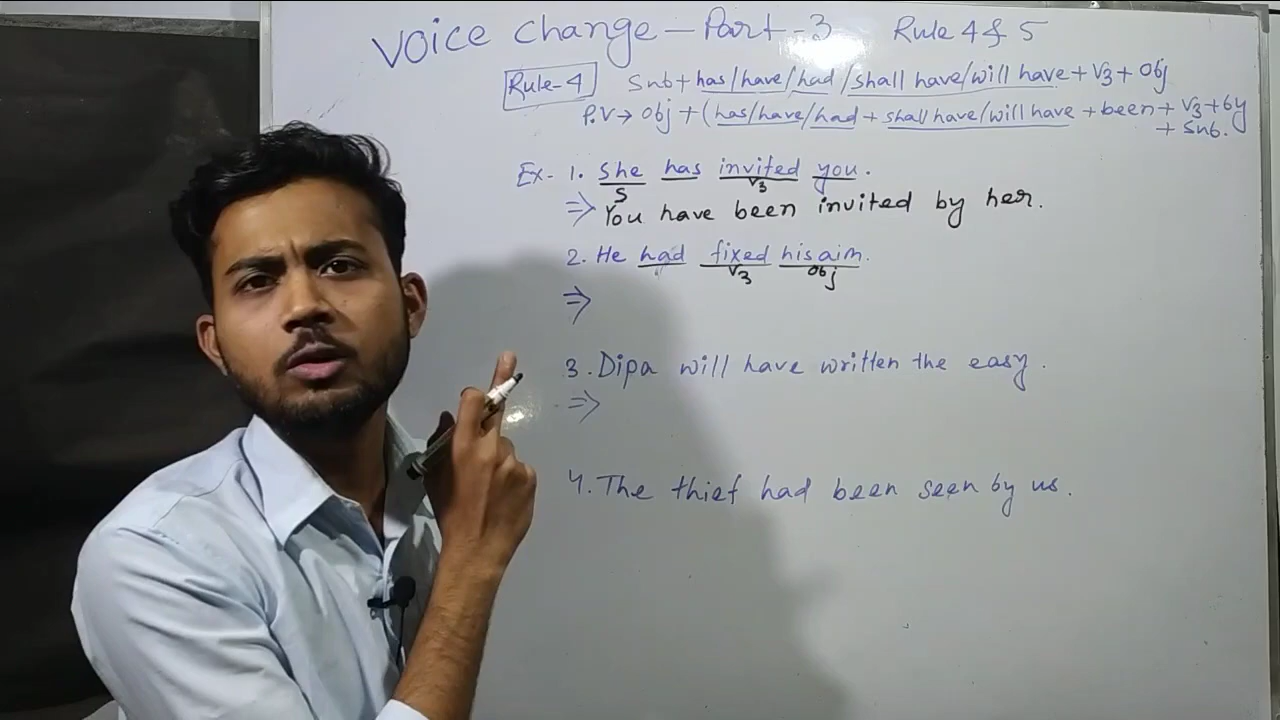 Voice change - Part-3 Rule 4 & 5
Rule-4 Sub + has/have/had/shall have/will have + V3 + Obj
P.V → Obj + (has/have/had + shall have/will have + been + V3 + by
+ Sub.
Ex- 1. She has invited you.
S V3
⇒ You have been invited by her.
2. He had fixed his aim.
V3 Obj
⇒
3. Dipa will have written the easy.
⇒
4. The thief had been seen by us.